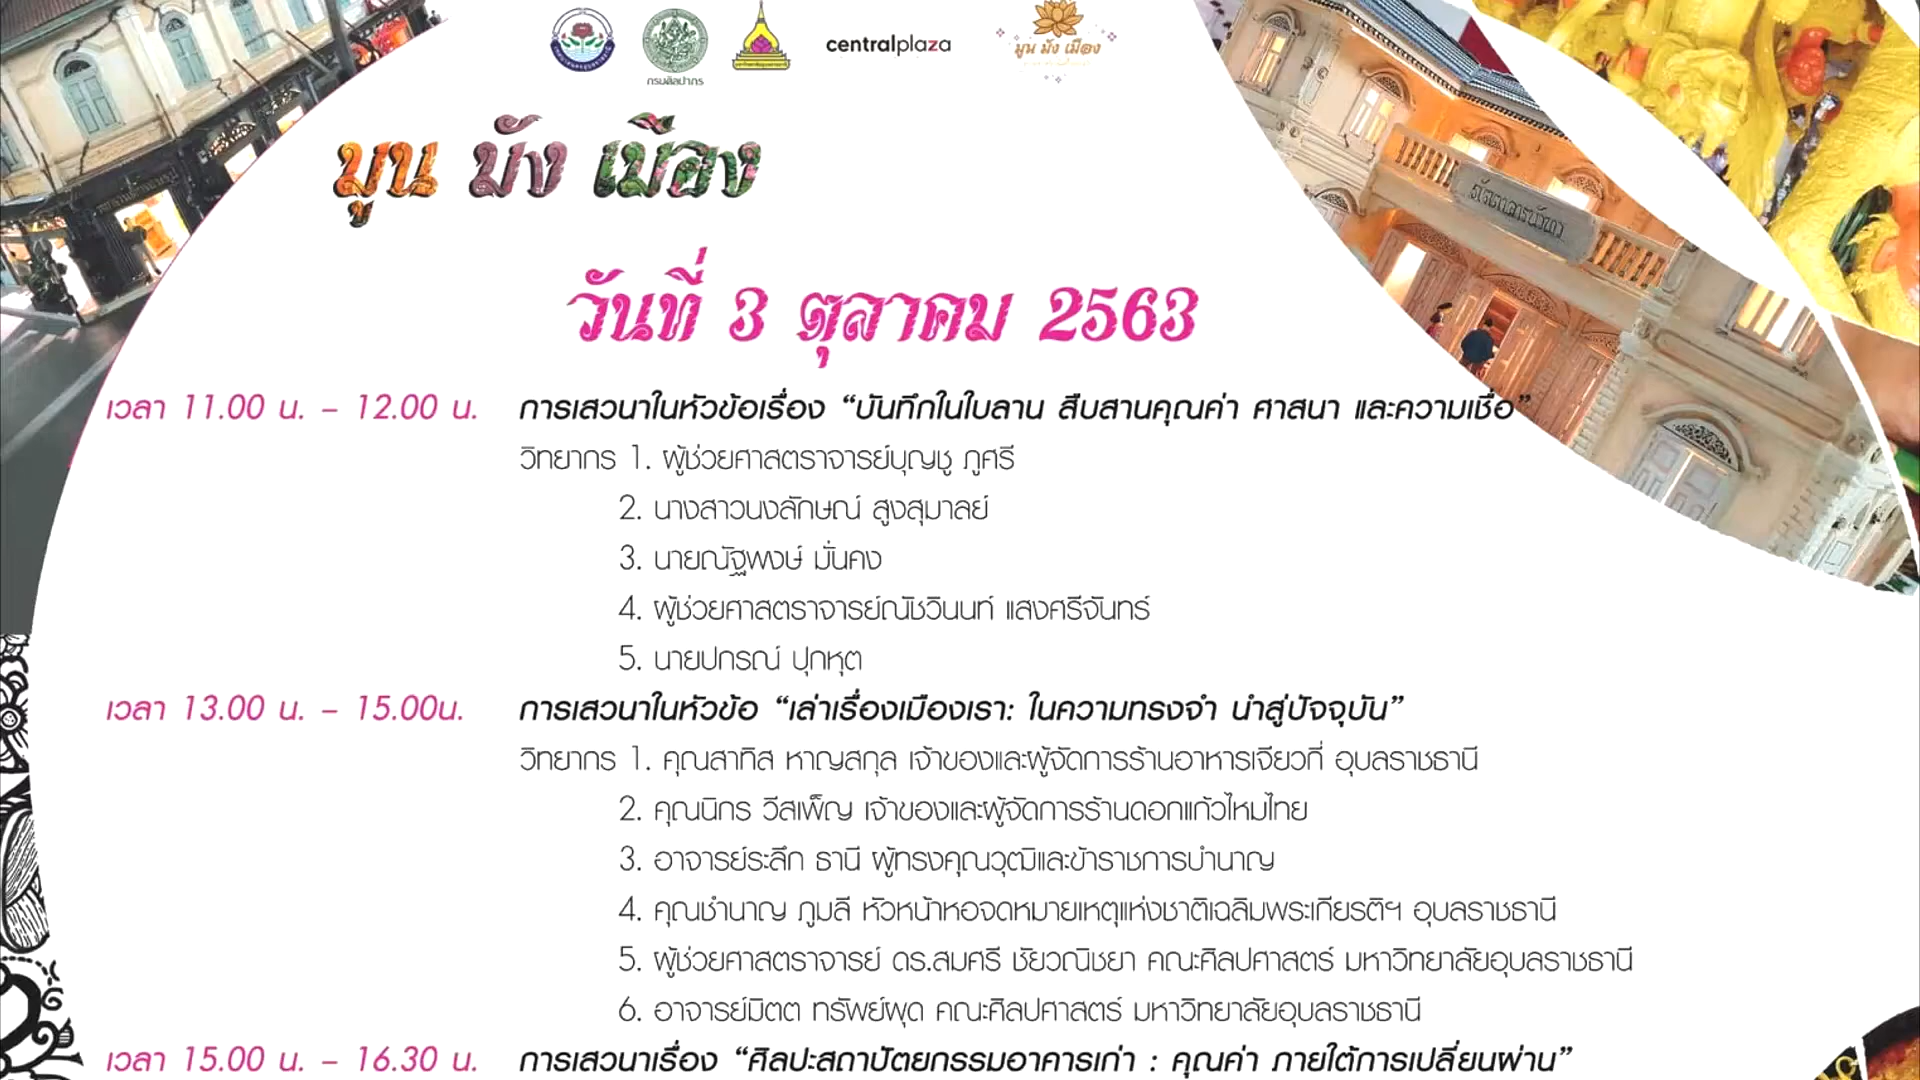 กรมศิลปากร
centralplaza
มูน มัง เมือง
มูน มัง เมือง
วันที่ 3 ตุลาคม 2563
เวลา 11.00 น. – 12.00 น. การเสวนาในหัวข้อเรื่อง “บันทึกในใบลาน สืบสานคุณค่า ศาสนา และความเชื่อ”
วิทยากร 1. ผู้ช่วยศาสตราจารย์บุญชู ภูศรี
2. นางสาวนงลักษณ์ สูงสุมาลย์
3. นายณัฐพงษ์ มั่นคง
4. ผู้ช่วยศาสตราจารย์ณัชวินนท์ แสงศรีจันทร์
5. นายปกรณ์ ปุกหุต
เวลา 13.00 น. – 15.00น. การเสวนาในหัวข้อ “เล่าเรื่องเมืองเรา: ในความทรงจำ นำสู่ปัจจุบัน”
วิทยากร 1. คุณสาทิส หาญสกุล เจ้าของและผู้จัดการร้านอาหารเจียวกี่ อุบลราชธานี
2. คุณนิกร วีสเพ็ญ เจ้าของและผู้จัดการร้านดอกแก้วไหมไทย
3. อาจารย์ระลึก ธานี ผู้ทรงคุณวุฒิและข้าราชการบำนาญ
4. คุณชำนาญ ภูมลี หัวหน้าหอจดหมายเหตุแห่งชาติเฉลิมพระเกียรติฯ อุบลราชธานี
5. ผู้ช่วยศาสตราจารย์ ดร.สมศรี ชัยวณิชยา คณะศิลปศาสตร์ มหาวิทยาลัยอุบลราชธานี
6. อาจารย์มิตต ทรัพย์ผุด คณะศิลปศาสตร์ มหาวิทยาลัยอุบลราชธานี
เวลา 15.00 น. – 16.30 น. การเสวนาเรื่อง “ศิลปะสถาปัตยกรรมอาคารเก่า : คุณค่า ภายใต้การเปลี่ยนผ่าน”